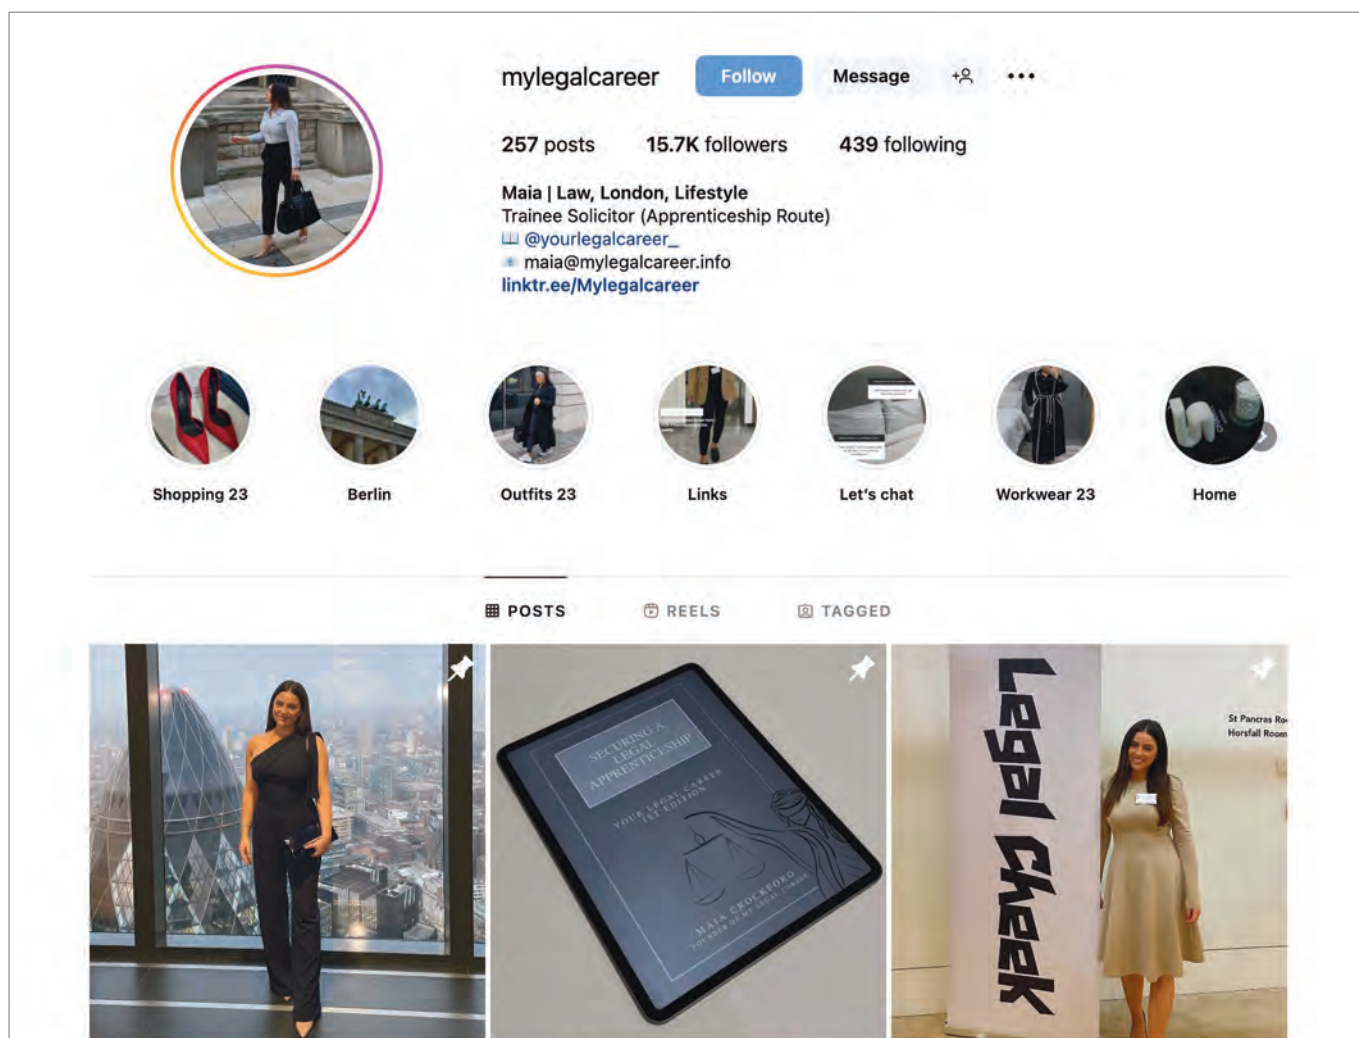 mylegalcareer Follow Message
257 posts 15.7K followers 439 following
Maia | Law, London, Lifestyle
Trainee Solicitor (Apprenticeship Route)
@yourlegalcareer_
maia@mylegalcareer.info
linktr.ee/Mylegalcareer
Shopping 23 Berlin Outfits 23 Links Let's chat Workwear 23 Home
POSTS REELS TAGGED
SECURING A
LEGAL
APPRENTICESHIP
YOUR LEGAL CAREER
1ST EDITION
MAIA CROCKFORD
FOUNDER OF MY LEGAL CAREER
Legal Cheek
St Pancras Ro
Horsfall Room